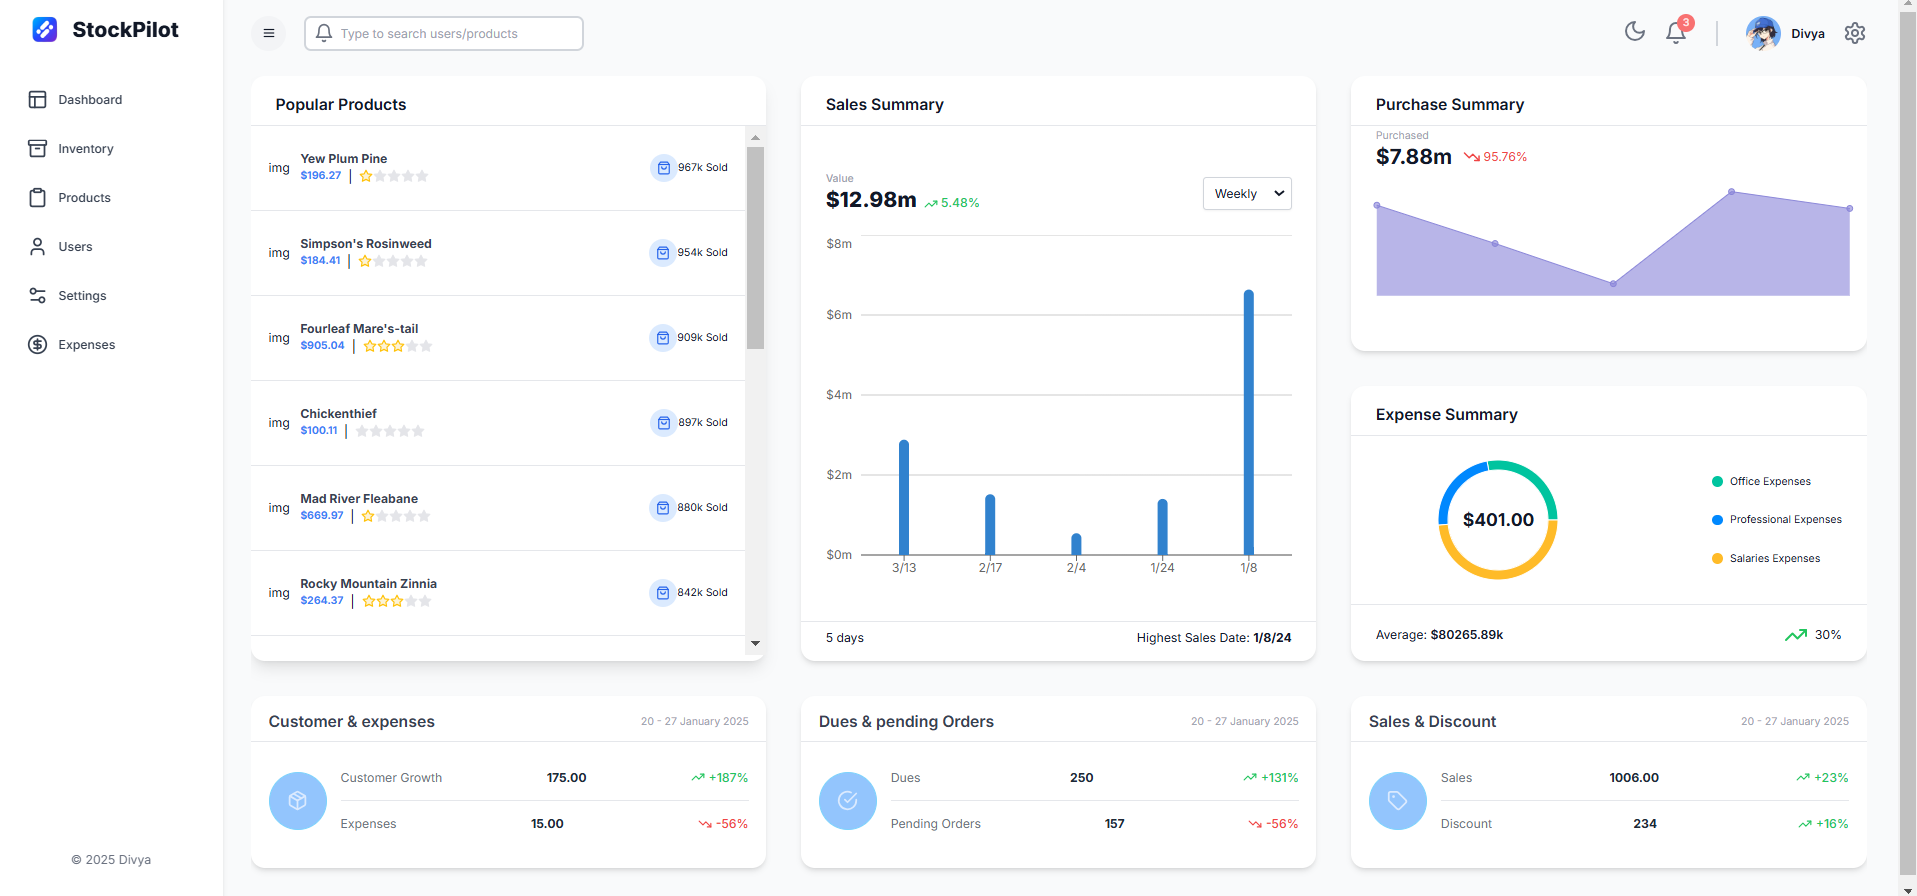 StockPilot
Type to search users/products
3
Divya
Dashboard
Inventory
Products
Users
Settings
Expenses
© 2025 Divya
Popular Products
img
Yew Plum Pine
$196.27 |
967k Sold
img
Simpson's Rosinweed
$184.41 |
954k Sold
img
Fourleaf Mare's-tail
$905.04 |
909k Sold
img
Chickenthief
$100.11 |
897k Sold
img
Mad River Fleabane
$669.97 |
880k Sold
img
Rocky Mountain Zinnia
$264.37 |
842k Sold
Sales Summary
Value
$12.98m 5.48%
Weekly
$8m
$6m
$4m
$2m
$0m
3/13 2/17 2/4 1/24 1/8
5 days
Highest Sales Date: 1/8/24
Purchase Summary
Purchased
$7.88m 95.76%
Expense Summary
$401.00
Office Expenses
Professional Expenses
Salaries Expenses
Average: $80265.89k
30%
Customer & expenses
20 - 27 January 2025
Customer Growth 175.00 +187%
Expenses 15.00 -56%
Dues & pending Orders
20 - 27 January 2025
Dues 250 +131%
Pending Orders 157 -56%
Sales & Discount
20 - 27 January 2025
Sales 1006.00 +23%
Discount 234 +16%